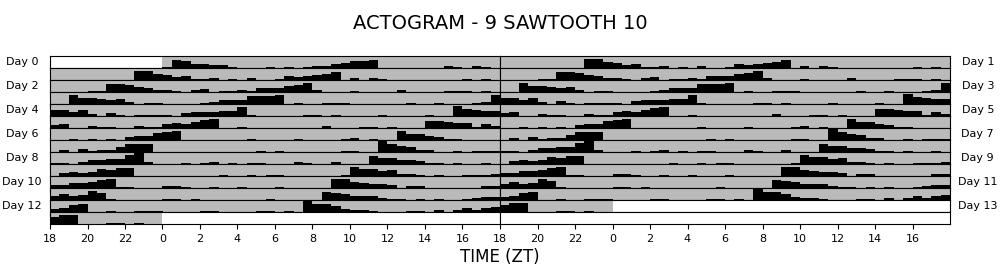 ACTOGRAM - 9 SAWTOOTH 10
Day 0
Day 1
Day 2
Day 3
Day 4
Day 5
Day 6
Day 7
Day 8
Day 9
Day 10
Day 11
Day 12
Day 13
18 20 22 0 2 4 6 8 10 12 14 16 18 20 22 0 2 4 6 8 10 12 14 16
TIME (ZT)